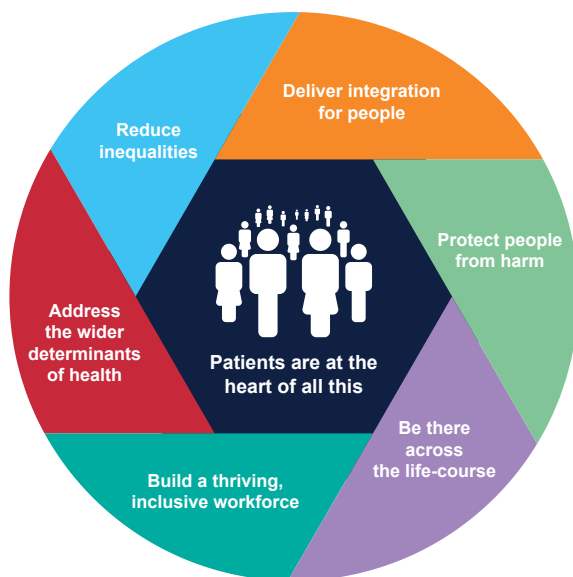 Deliver integration
for people
Reduce
inequalities
Protect people
from harm
Address
the wider
determinants
of health
Patients are at the
heart of all this
Be there
across
the life-course
Build a thriving,
inclusive workforce